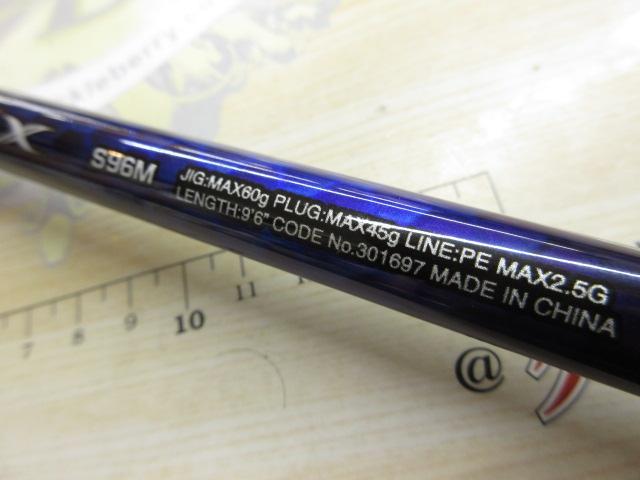 X S96M
JIG:MAX60g PLUG:MAX45g LINE:PE MAX2.5G
LENGTH:9'6" CODE No.301697 MADE IN CHINA
7 8 9 10 11
@